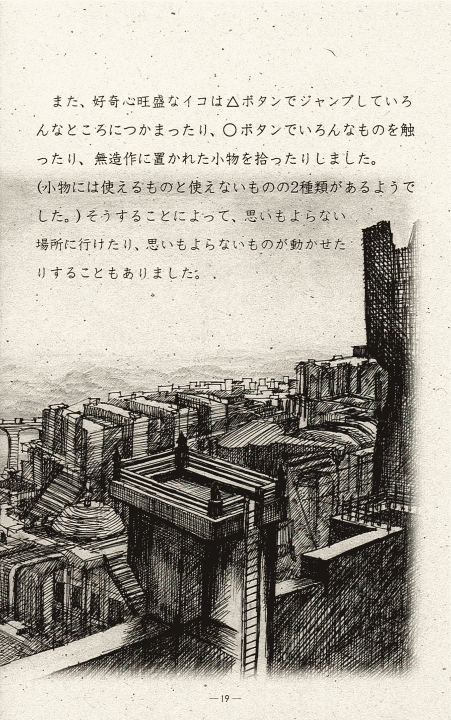 また、好奇心旺盛なイコは△ボタンでジャンプしていろ
んなところにつかまったり、○ボタンでいろんなものを触
ったり、無造作に置かれた小物を拾ったりしました。
(小物には使えるものと使えないものの2種類があるようで
した。)そうすることによって、思いもよらない
場所に行けたり、思いもよらないものが動かせた
りすることもありました。
—19—